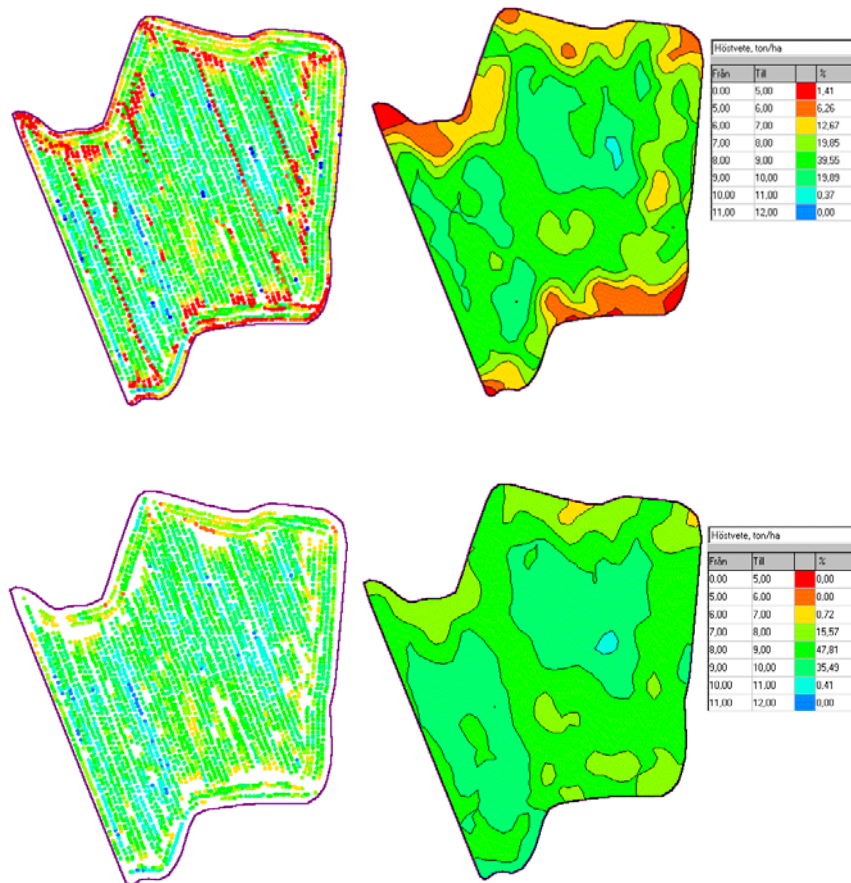 Höstvete, ton/ha
Från Till %
0.00 5,00 1,41
5,00 6,00 6,26
6,00 7,00 12,67
7,00 8,00 19,85
8,00 9,00 39,55
9,00 10,00 19,89
10,00 11,00 0,37
11,00 12,00 0,00
Höstvete, ton/ha
Från Till %
0.00 5,00 0,00
5,00 6,00 0.00
6,00 7,00 0,72
7,00 8,00 15,57
8,00 9,00 47,81
9,00 10,00 35,49
10,00 11,00 0,41
11,00 12,00 0,00